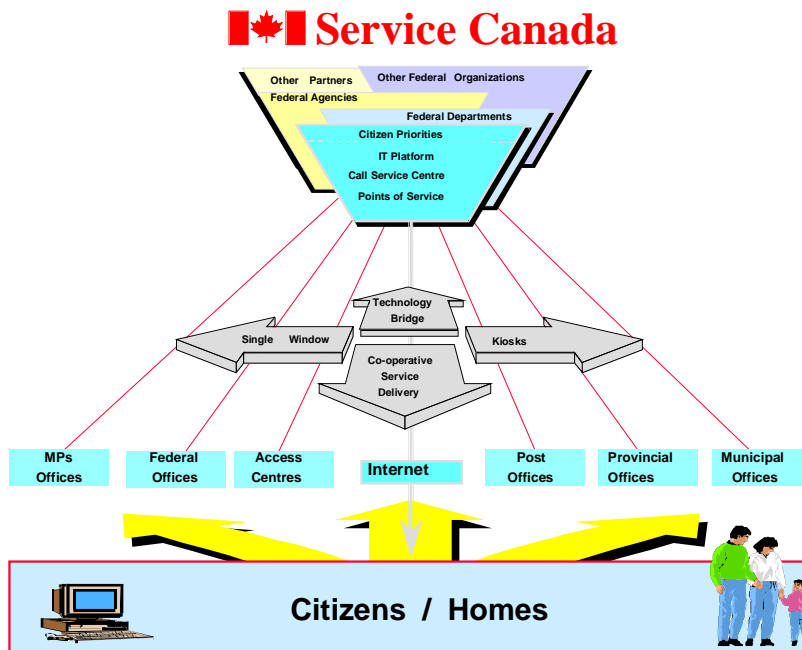 Service Canada
Other Partners
Other Federal Organizations
Federal Agencies
Federal Departments
Citizen Priorities
IT Platform
Call Service Centre
Points of Service
Technology
Bridge
Single Window
Kiosks
Co-operative
Service
Delivery
MPs
Offices
Federal
Offices
Access
Centres
Internet
Post
Offices
Provincial
Offices
Municipal
Offices
Citizens / Homes